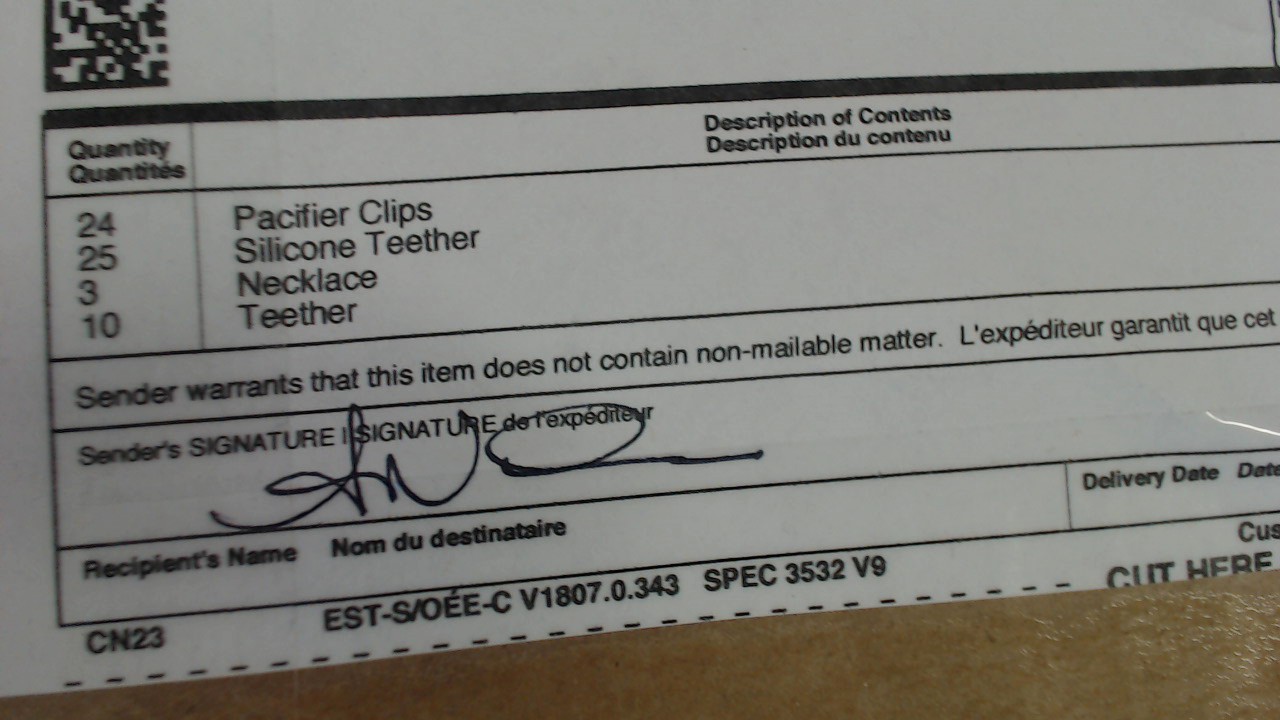 Quantity
Quantités
Description of Contents
Description du contenu
24 Pacifier Clips
25 Silicone Teether
3 Necklace
10 Teether
Sender warrants that this item does not contain non-mailable matter. L'expéditeur garantit que cet
Sender's SIGNATURE | SIGNATURE de l'expéditeur
Recipient's Name Nom du destinataire
Delivery Date Date
CN23 EST-S/OÉE-C V1807.0.343 SPEC 3532 V9
Cus
CUT HERE